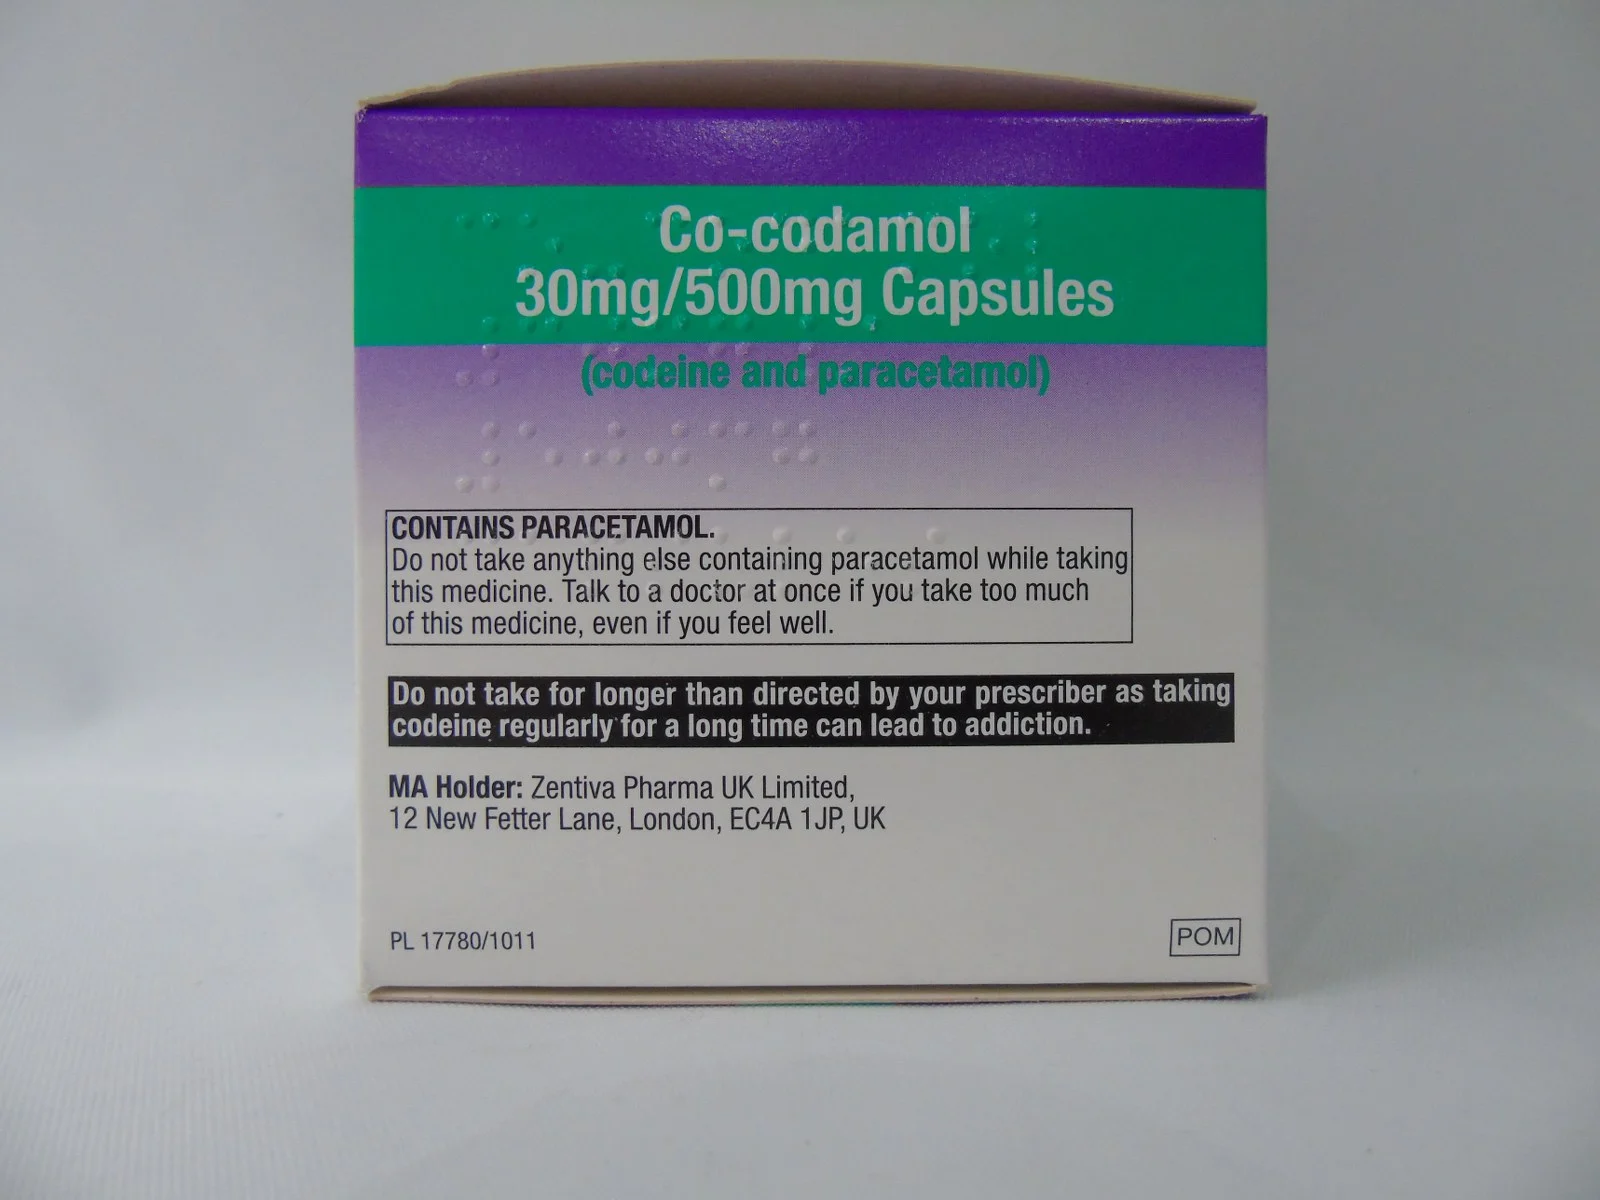 Co-codamol
30mg/500mg Capsules
(codeine and paracetamol)
CONTAINS PARACETAMOL.
Do not take anything else containing paracetamol while taking
this medicine. Talk to a doctor at once if you take too much
of this medicine, even if you feel well.
Do not take for longer than directed by your prescriber as taking
codeine regularly for a long time can lead to addiction.
MA Holder: Zentiva Pharma UK Limited,
12 New Fetter Lane, London, EC4A 1JP, UK
PL 17780/1011
POM